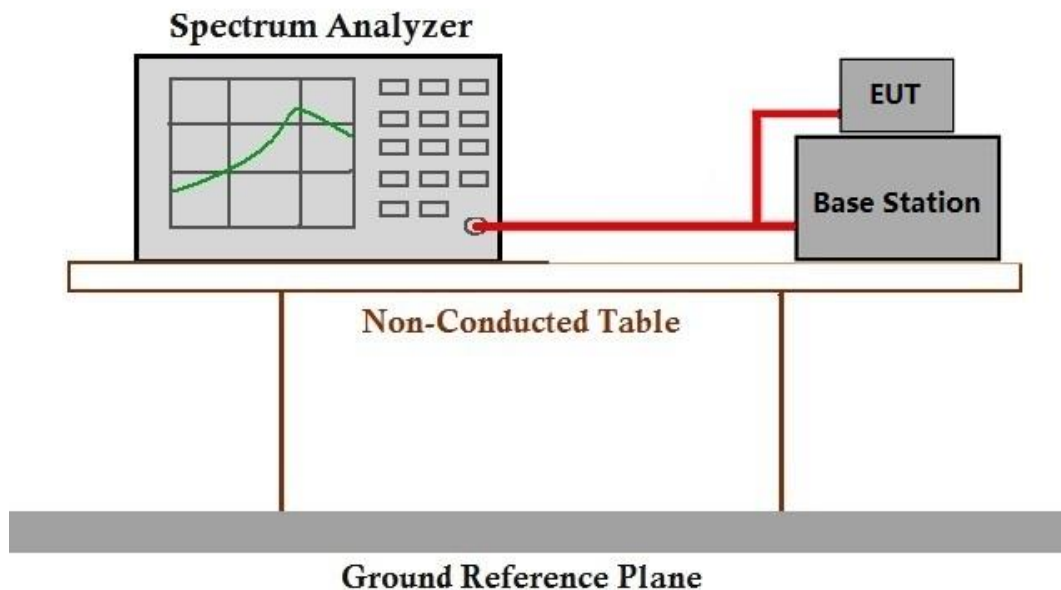 Spectrum Analyzer
EUT
Base Station
Non-Conducted Table
Ground Reference Plane